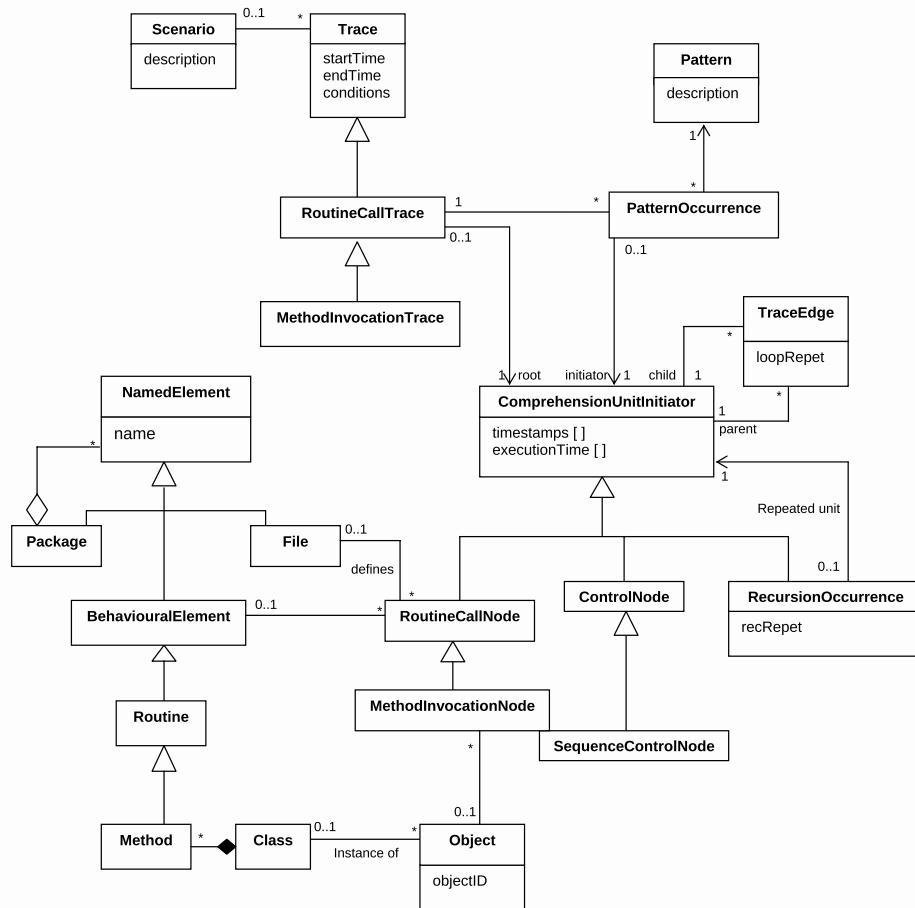 Scenario
description
0..1
*
Trace
startTime
endTime
conditions
Pattern
description
1
*
RoutineCallTrace
1
*
PatternOccurrence
0..1
0..1
MethodInvocationTrace
TraceEdge
loopRepet
*
1
root
initiator
1
child
1
*
NamedElement
name
*
ComprehensionUnitInitiator
timestamps [ ]
executionTime [ ]
1
parent
1
Repeated unit
0..1
Package
File
0..1
defines
*
BehaviouralElement
0..1
*
RoutineCallNode
ControlNode
RecursionOccurrence
recRepet
Routine
MethodInvocationNode
*
SequenceControlNode
0..1
Method
*
Class
0..1
Instance of
*
Object
objectID